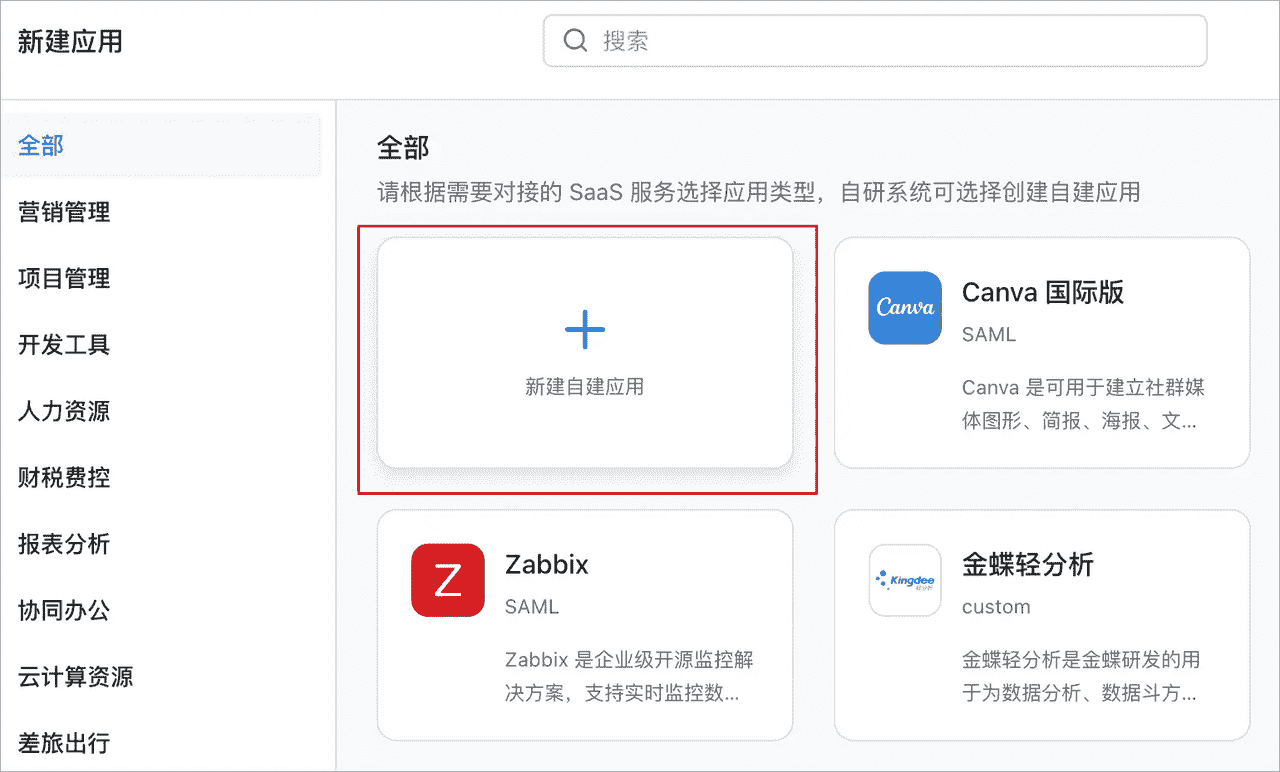 新建应用
搜索
全部
营销管理
项目管理
开发工具
人力资源
财税费控
报表分析
协同办公
云计算资源
差旅出行
全部
请根据需要对接的 SaaS 服务选择应用类型，自研系统可选择创建自建应用
新建自建应用
Canva
Canva 国际版
SAML
Canva 是可用于建立社群媒
体图形、简报、海报、文...
Z
Zabbix
SAML
Zabbix 是企业级开源监控解
决方案，支持实时监控数...
Kingdee
轻分析
金蝶轻分析
custom
金蝶轻分析是金蝶研发的用
于为数据分析、数据斗方...